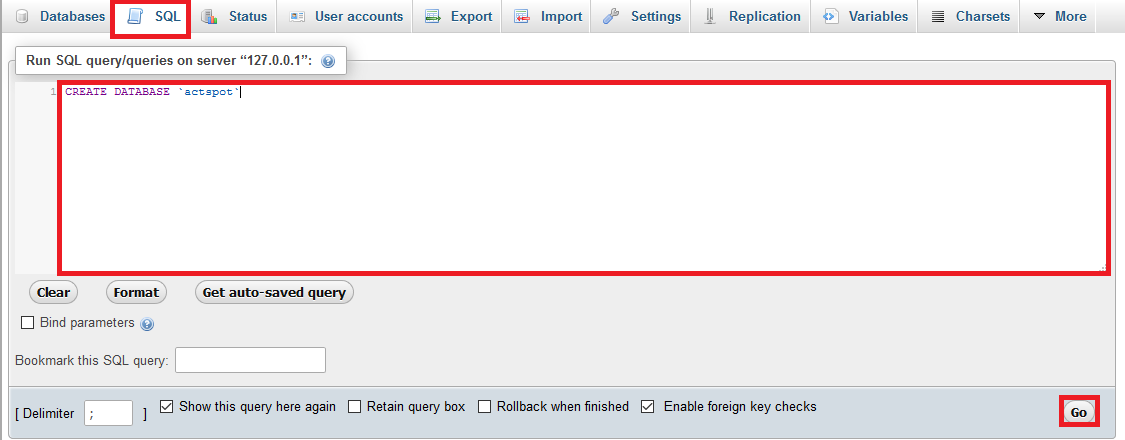 Databases SQL Status User accounts Export Import Settings Replication Variables Charsets More
Run SQL query/queries on server “127.0.0.1”:
1 CREATE DATABASE `actspot`
Clear Format Get auto-saved query
Bind parameters
Bookmark this SQL query:
[ Delimiter ; ] Show this query here again Retain query box Rollback when finished Enable foreign key checks Go